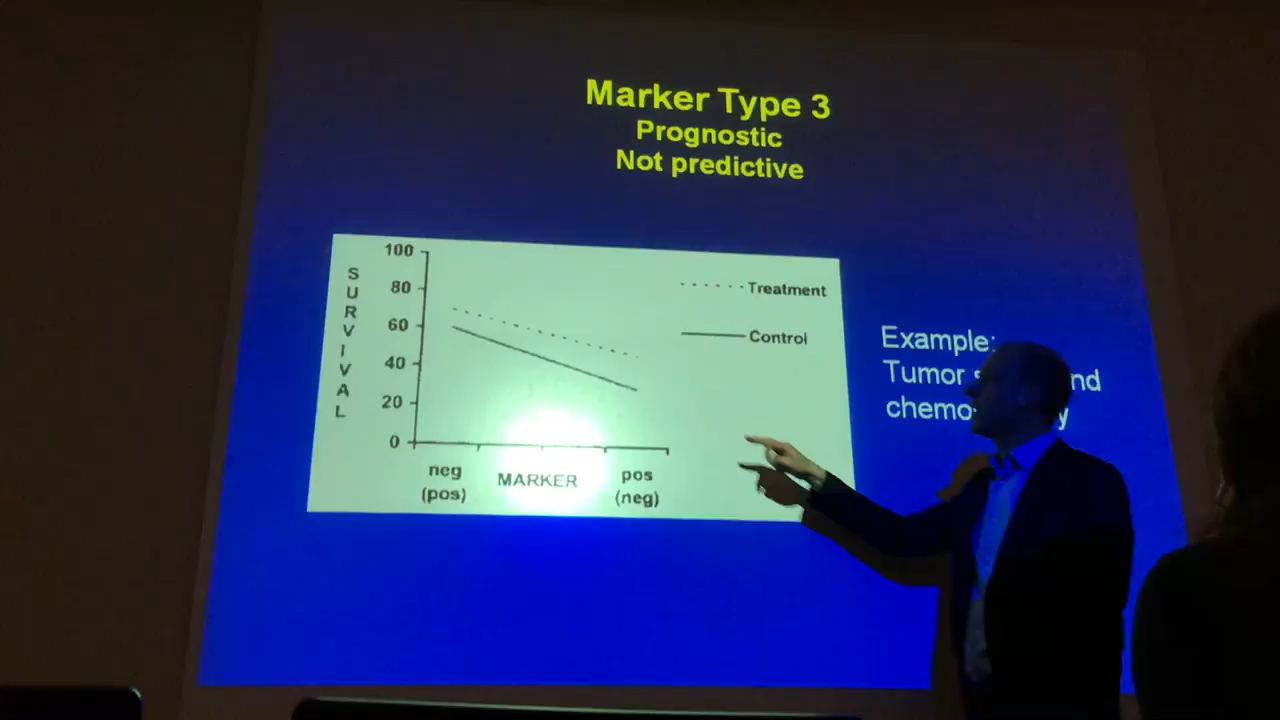 Marker Type 3
Prognostic
Not predictive
SURVIVAL
100
80
60
40
20
0
Treatment
Control
neg
(pos)
MARKER
pos
(neg)
Example:
Tumor
chemo